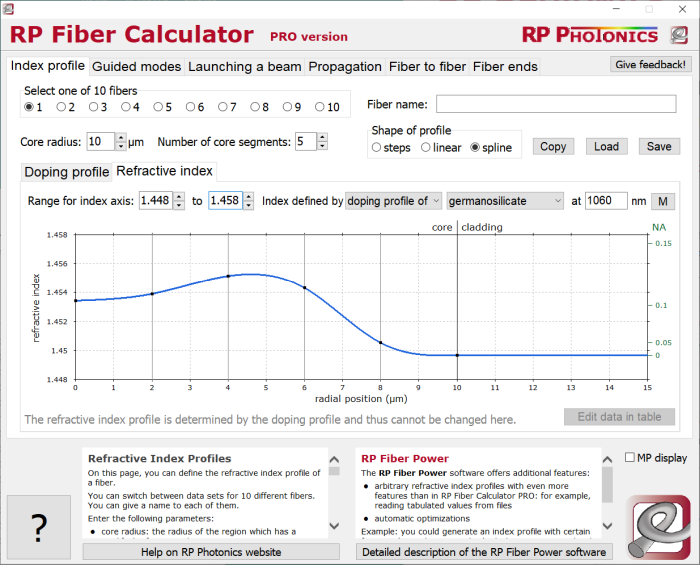 RP Fiber Calculator PRO version RP PHOTONICS
Index profile Guided modes Launching a beam Propagation Fiber to fiber Fiber ends Give feedback!
Select one of 10 fibers
1 2 3 4 5 6 7 8 9 10
Fiber name:
Core radius: 10 µm Number of core segments: 5
Shape of profile
steps linear spline
Copy Load Save
Doping profile Refractive index
Range for index axis: 1.448 to 1.458 Index defined by doping profile of germanosilicate at 1060 nm M
core cladding
NA
1.458
1.456
1.454
1.452
1.45
1.448
refractive index
0.15
0.1
0.05
0
0 1 2 3 4 5 6 7 8 9 10 11 12 13 14 15
radial position (µm)
The refractive index profile is determined by the doping profile and thus cannot be changed here.
Edit data in table
Refractive Index Profiles
On this page, you can define the refractive index profile of
a fiber.
You can switch between data sets for 10 different fibers.
You can give a name to each of them.
Enter the following parameters:
• core radius: the radius of the region which has a
Help on RP Photonics website
RP Fiber Power
The RP Fiber Power software offers additional features:
• arbitrary refractive index profiles with even more
features than in RP Fiber Calculator PRO: for example,
reading tabulated values from files
• automatic optimizations
Example: you could generate an index profile with certain
Detailed description of the RP Fiber Power software
MP display
?